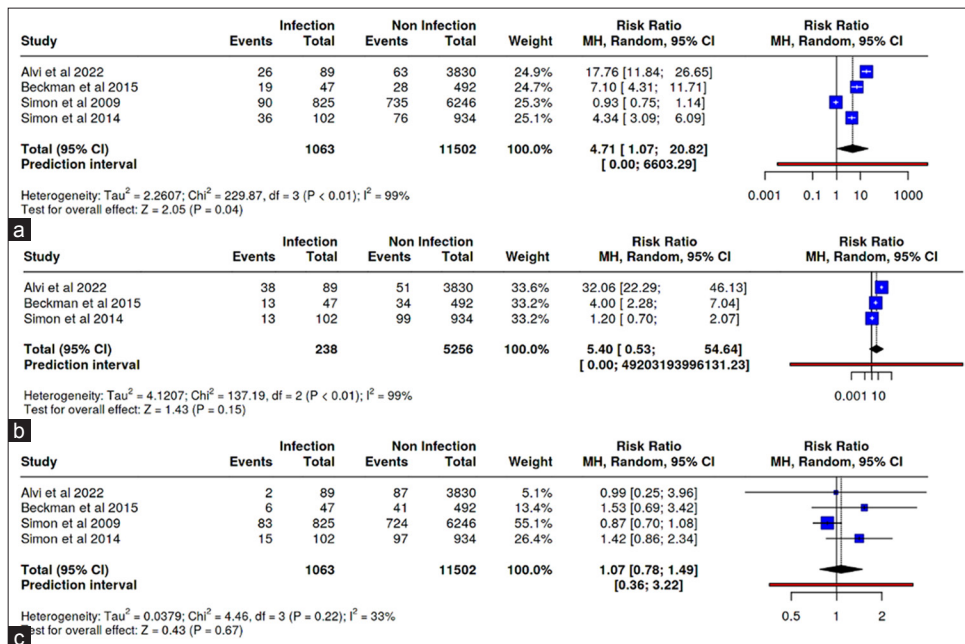 Infection Non Infection Risk Ratio Risk Ratio
Study Events Total Events Total Weight MH, Random, 95% CI MH, Random, 95% CI
Alvi et al 2022 26 89 63 3830 24.9% 17.76 [11.84; 26.65]
Beckman et al 2015 19 47 28 492 24.7% 7.10 [ 4.31; 11.71]
Simon et al 2009 90 825 735 6246 25.3% 0.93 [ 0.75; 1.14]
Simon et al 2014 36 102 76 934 25.1% 4.34 [ 3.09; 6.09]
Total (95% CI) 1063 11502 100.0% 4.71 [ 1.07; 20.82]
Prediction interval [ 0.00; 6603.29]
0.001 0.1 1 10 1000
Heterogeneity: Tau² = 2.2607; Chi² = 229.87, df = 3 (P < 0.01); I² = 99%
Test for overall effect: Z = 2.05 (P = 0.04)
a
Infection Non Infection Risk Ratio Risk Ratio
Study Events Total Events Total Weight MH, Random, 95% CI MH, Random, 95% CI
Alvi et al 2022 38 89 51 3830 33.6% 32.06 [ 22.29; 46.13]
Beckman et al 2015 13 47 34 492 33.2% 4.00 [ 2.28; 7.04]
Simon et al 2014 13 102 99 934 33.2% 1.20 [ 0.70; 2.07]
Total (95% CI) 238 5256 100.0% 5.40 [ 0.53; 54.64]
Prediction interval [ 0.00; 49203193996131.23]
0.001 10
Heterogeneity: Tau² = 4.1207; Chi² = 137.19, df = 2 (P < 0.01); I² = 99%
Test for overall effect: Z = 1.43 (P = 0.15)
b
Infection Non Infection Risk Ratio Risk Ratio
Study Events Total Events Total Weight MH, Random, 95% CI MH, Random, 95% CI
Alvi et al 2022 2 89 87 3830 5.1% 0.99 [0.25; 3.96]
Beckman et al 2015 6 47 41 492 13.4% 1.53 [0.69; 3.42]
Simon et al 2009 83 825 724 6246 55.1% 0.87 [0.70; 1.08]
Simon et al 2014 15 102 97 934 26.4% 1.42 [0.86; 2.34]
Total (95% CI) 1063 11502 100.0% 1.07 [0.78; 1.49]
Prediction interval [0.36; 3.22]
0.5 1 2
Heterogeneity: Tau² = 0.0379; Chi² = 4.46, df = 3 (P = 0.22); I² = 33%
est for overall effect: Z = 0.43 (P = 0.67)
c